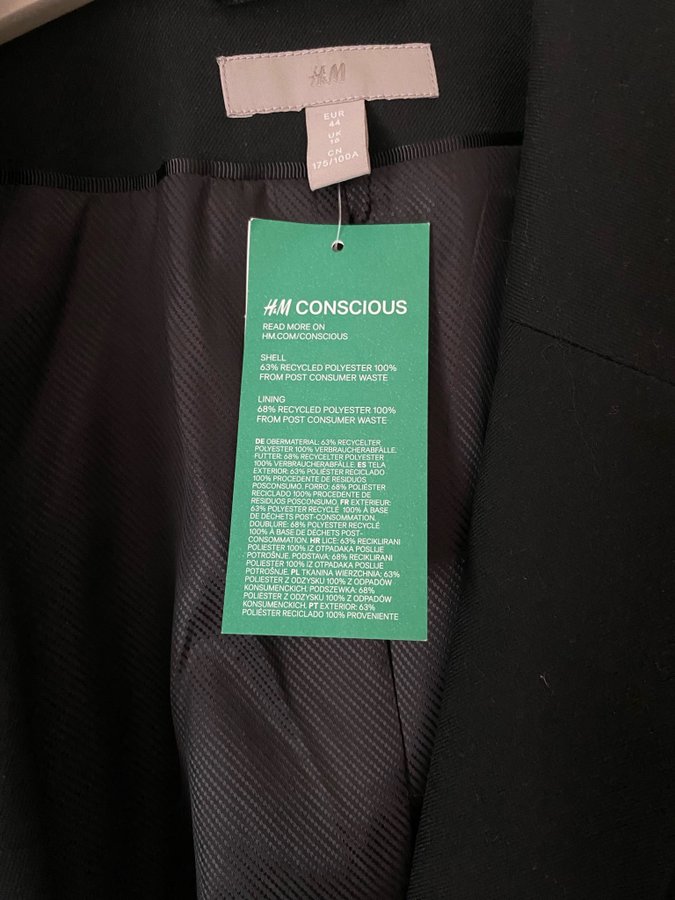 H&M
EUR
44
UK
18
CN
175/100A
H&M CONSCIOUS
READ MORE ON
HM.COM/CONSCIOUS
SHELL
63% RECYCLED POLYESTER 100%
FROM POST CONSUMER WASTE
LINING
68% RECYCLED POLYESTER 100%
FROM POST CONSUMER WASTE
DE OBERMATERIAL: 63% RECYCELTER
POLYESTER 100% VERBRAUCHERABFÄLLE.
FUTTER: 68% RECYCELTER POLYESTER
100% VERBRAUCHERABFÄLLE. ES TELA
EXTERIOR: 63% POLIÉSTER RECICLADO
100% PROCEDENTE DE RESIDUOS
POSCONSUMO, FORRO: 68% POLIÉSTER
RECICLADO 100% PROCEDENTE DE
RESIDUOS POSCONSUMO. FR EXTERIEUR:
63% POLYESTER RECYCLÉ 100% À BASE
DE DÉCHETS POST-CONSOMMATION.
DOUBLURE: 68% POLYESTER RECYCLÉ
100% À BASE DE DÉCHETS POST-
CONSOMMATION. HR LICE: 63% RECIKLIRANI
POLIESTER 100% IZ OTPADAKA POSLIJE
POTROŠNJE. PODSTAVA: 68% RECIKLIRANI
POLIESTER 100% IZ OTPADAKA POSLIJE
POTROŠNJE. PL TKANINA WIERZCHNIA: 63%
POLIESTER Z ODZYSKU 100% Z ODPADÓW
KONSUMENCKICH. PODSZEWKA: 68%
POLIESTER Z ODZYSKU 100% Z ODPADÓW
KONSUMENCKICH. PT EXTERIOR: 63%
POLIÉSTER RECICLADO 100% PROVENIENTE